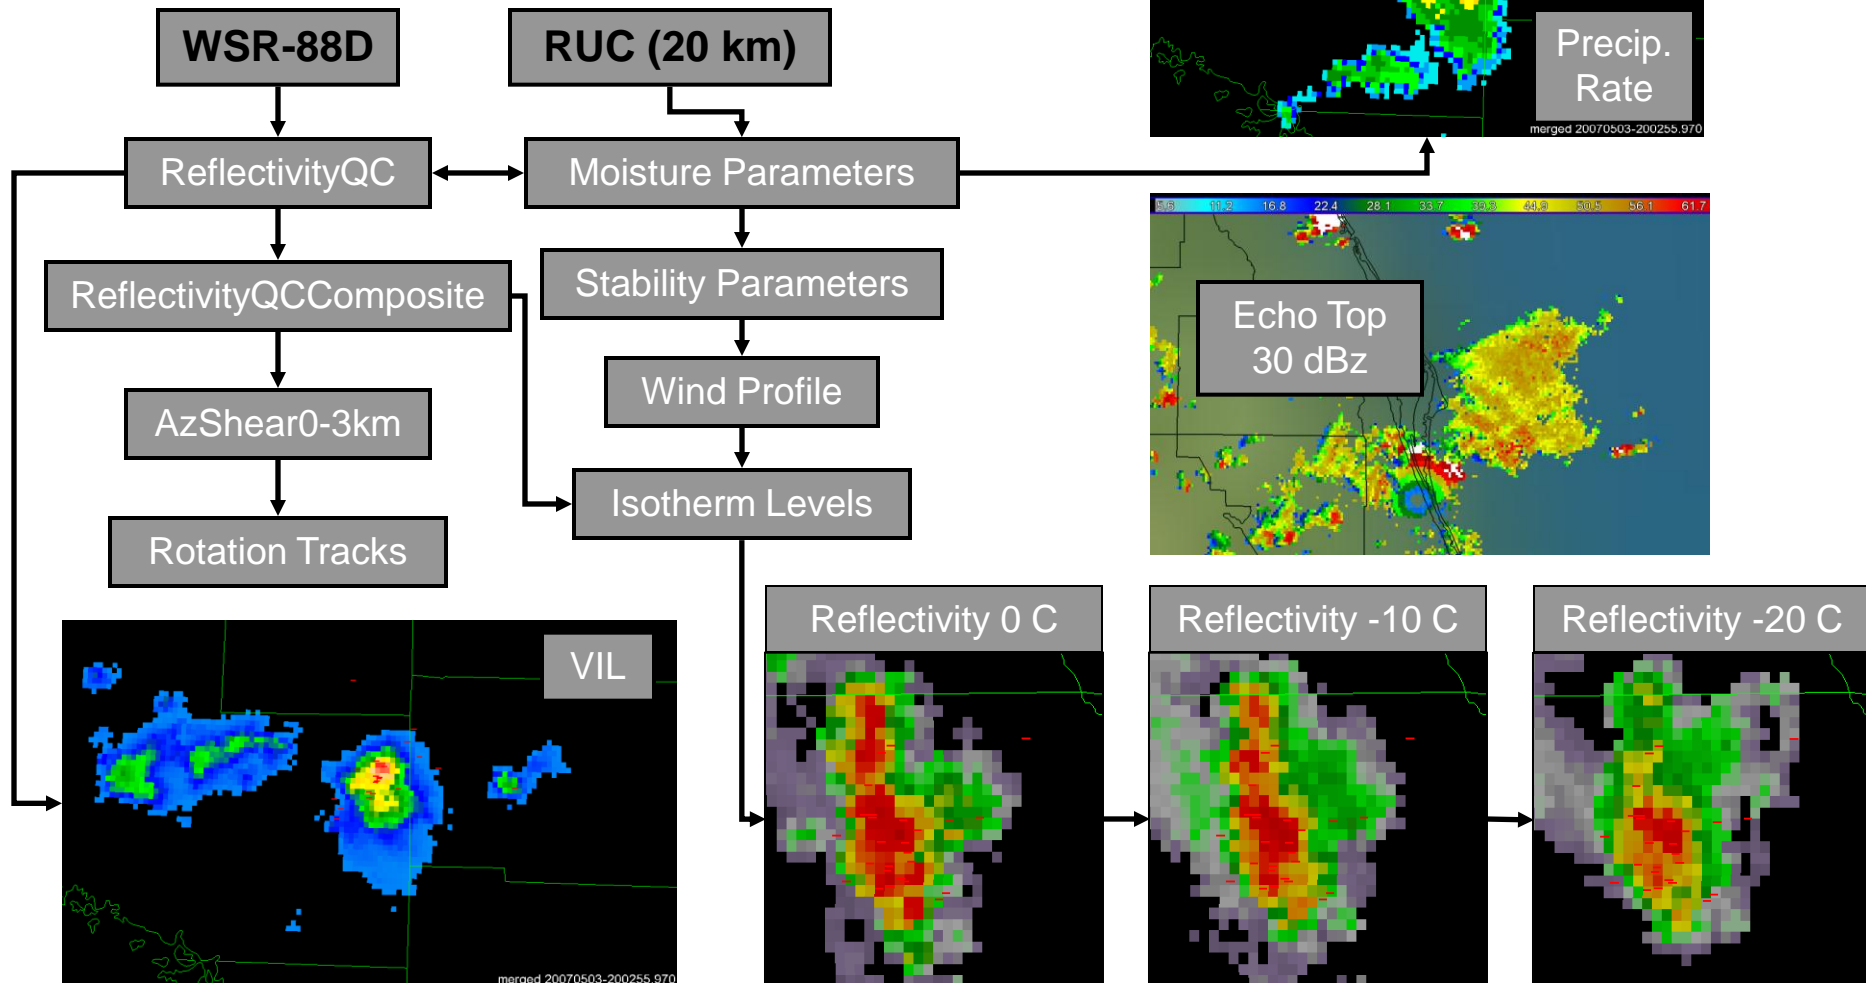 WSR-88D
RUC (20 km)
Precip.
Rate
merged 20070503-200255.970
ReflectivityQC
Moisture Parameters
5.6 11.2 16.8 22.4 28.1 33.7 39.3 44.9 50.5 56.1 61.7
ReflectivityQCComposite
Stability Parameters
Echo Top
30 dBz
AzShear0-3km
Wind Profile
Isotherm Levels
Rotation Tracks
VIL
merged 20070503-200255.970
Reflectivity 0 C
Reflectivity -10 C
Reflectivity -20 C